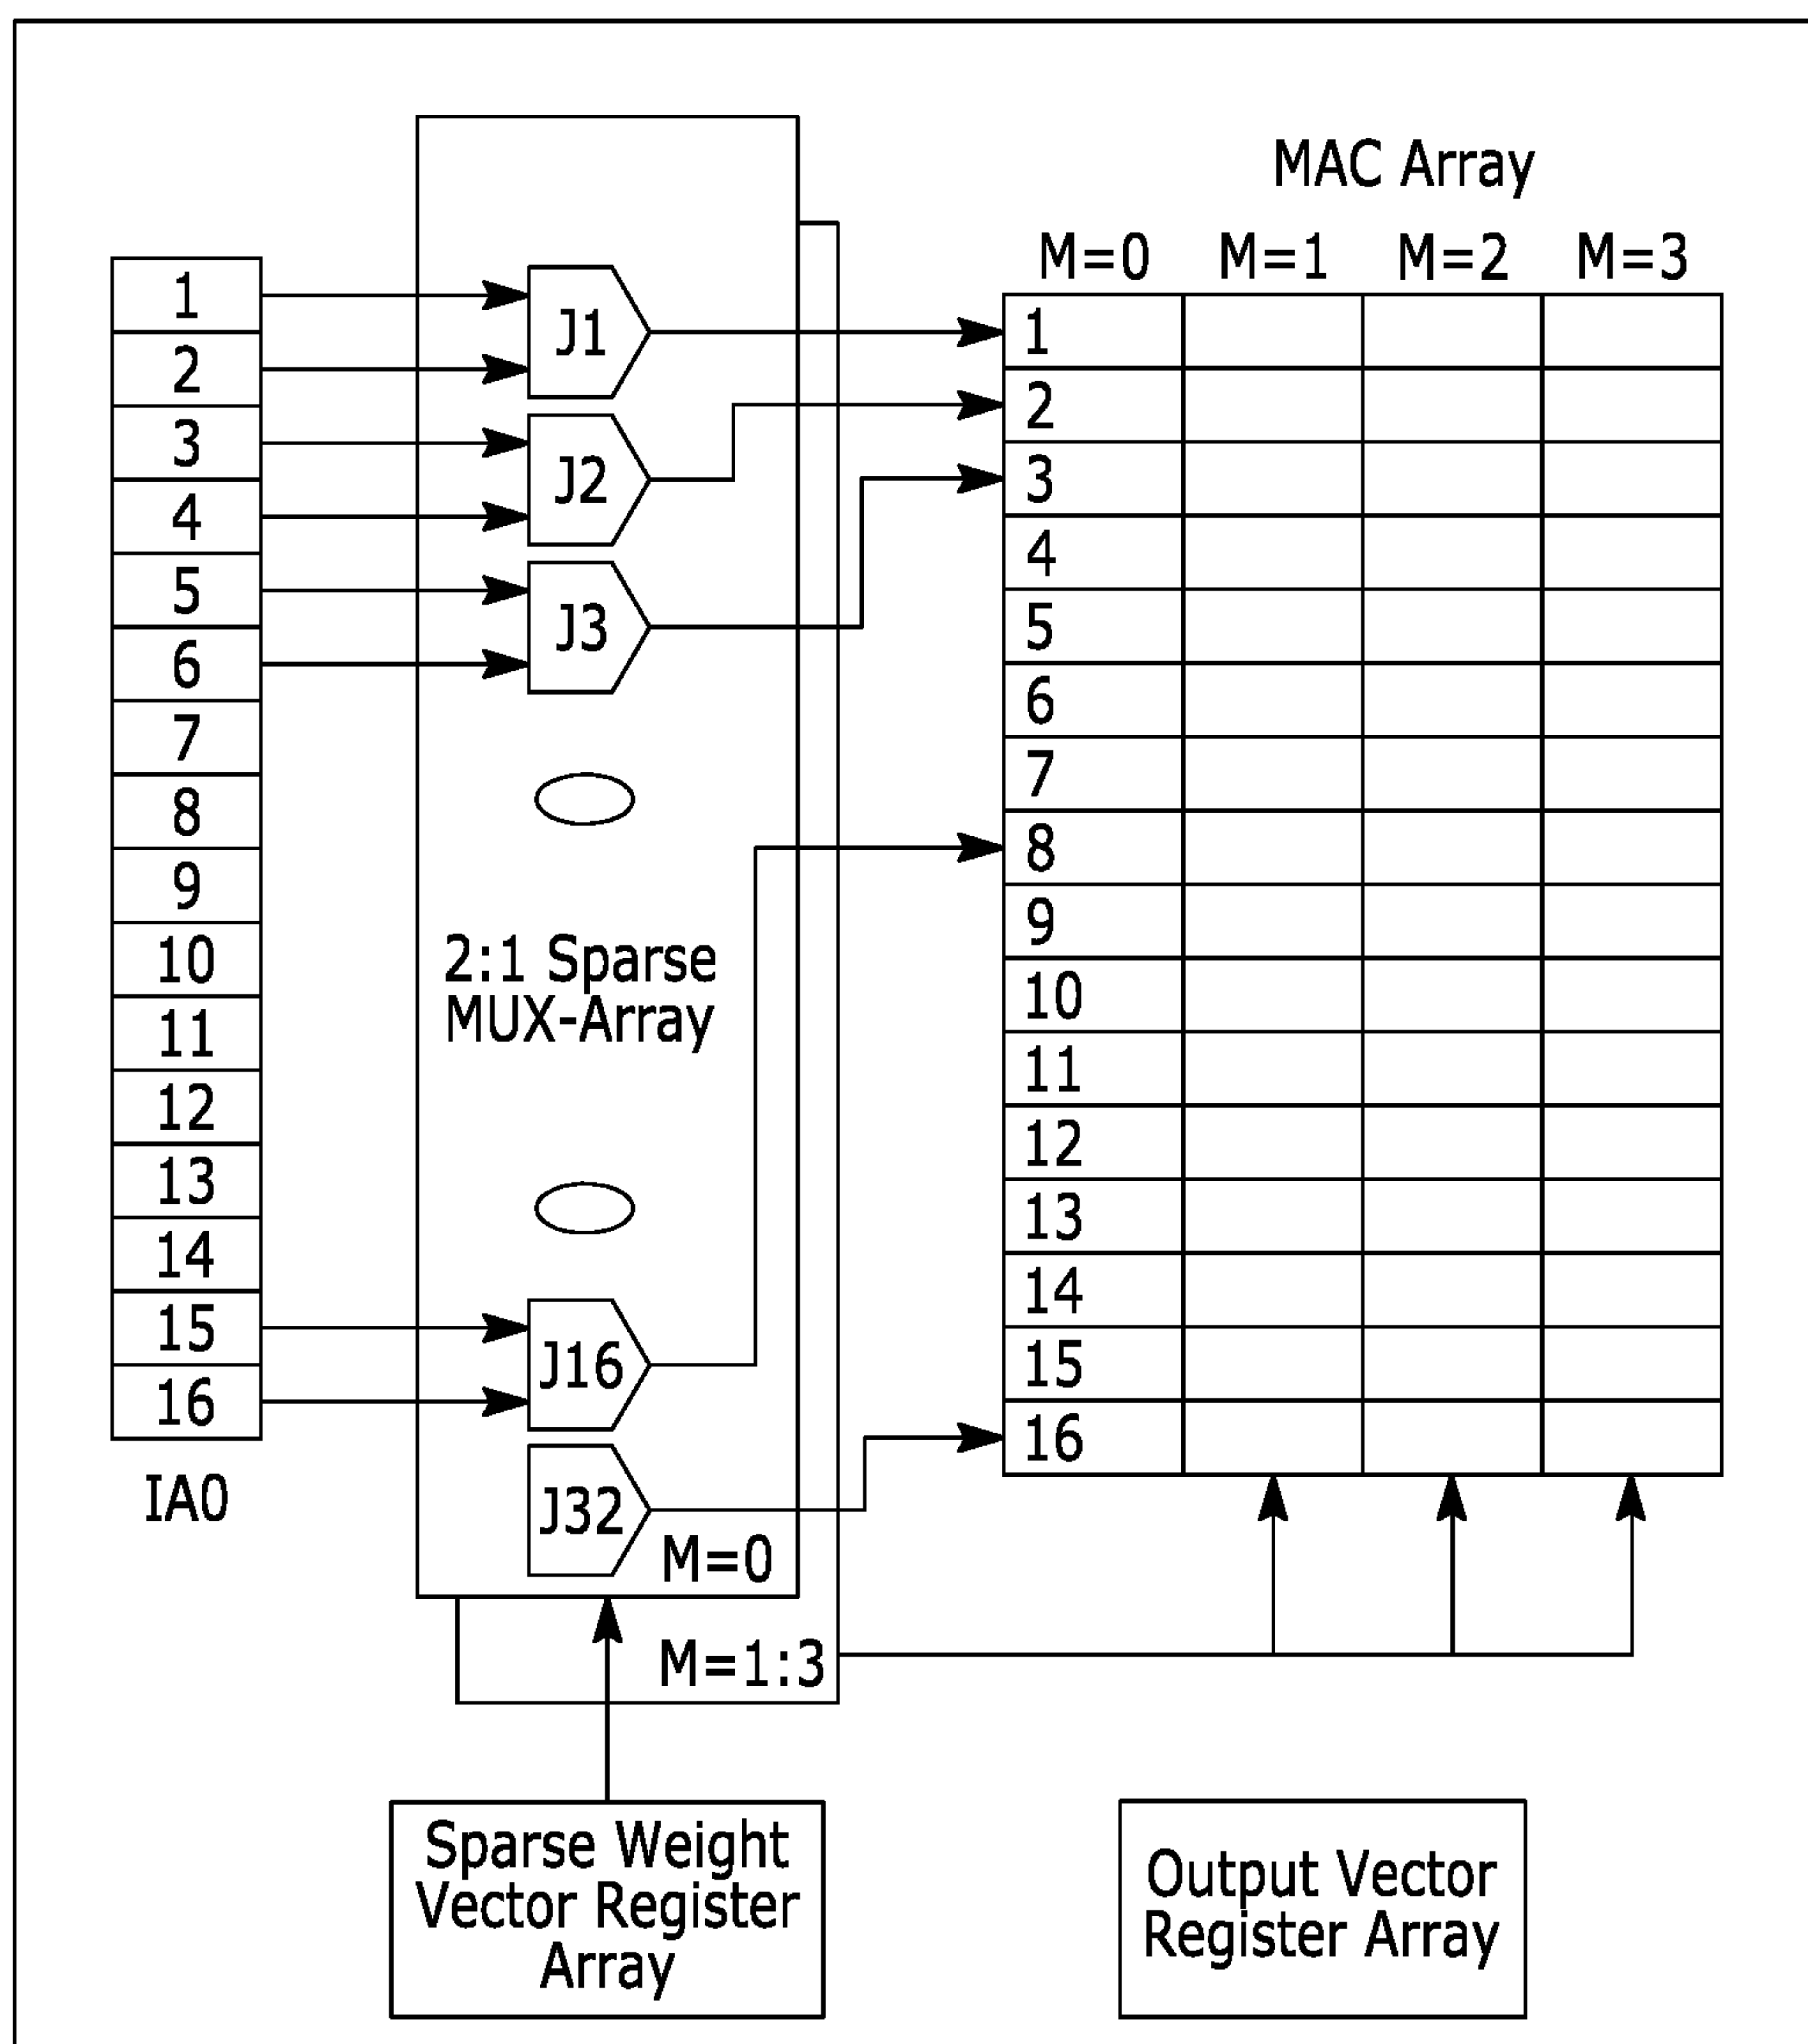 MAC Array
M=0 M=1 M=2 M=3
1
2
3
4
5
6
7
8
9
10
11
12
13
14
15
16
IA0
J1
J2
J3
2:1 Sparse
MUX-Array
J16
J32
M=0
M=1:3
1
2
3
4
5
6
7
8
9
10
11
12
13
14
15
16
Sparse Weight
Vector Register
Array
Output Vector
Register Array